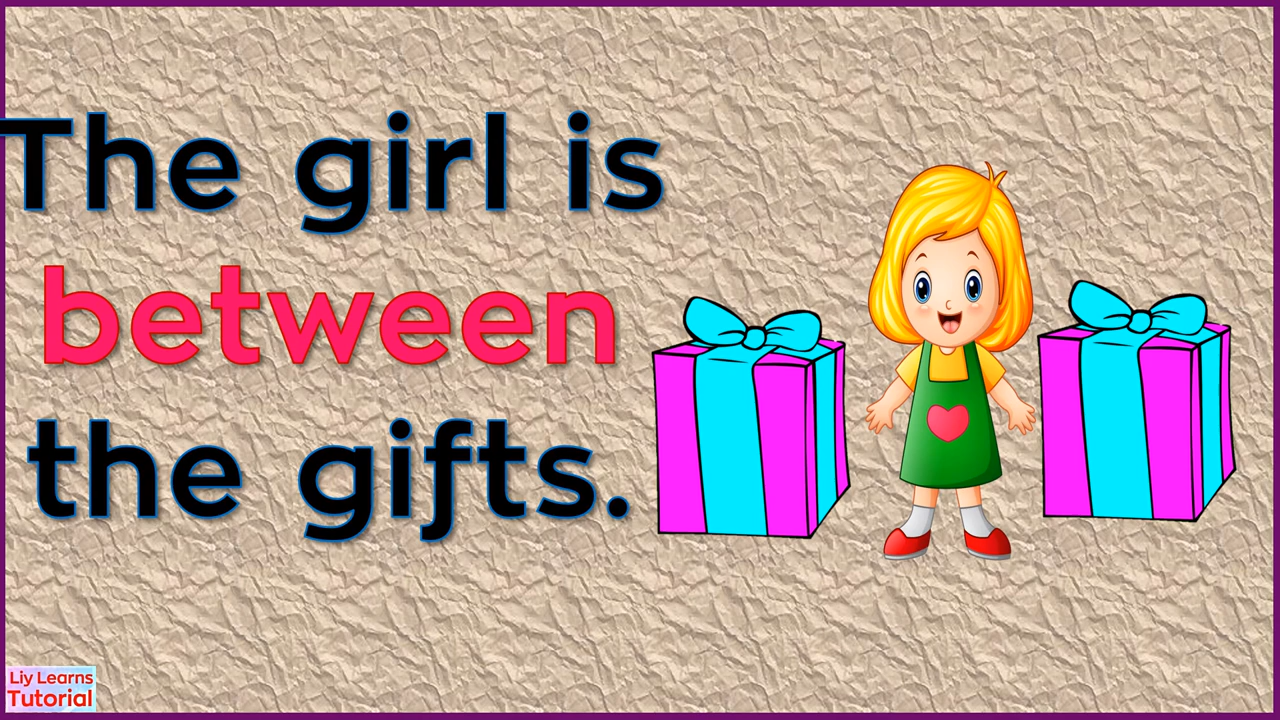 The girl is
between
the gifts.
Liy Learns
Tutorial